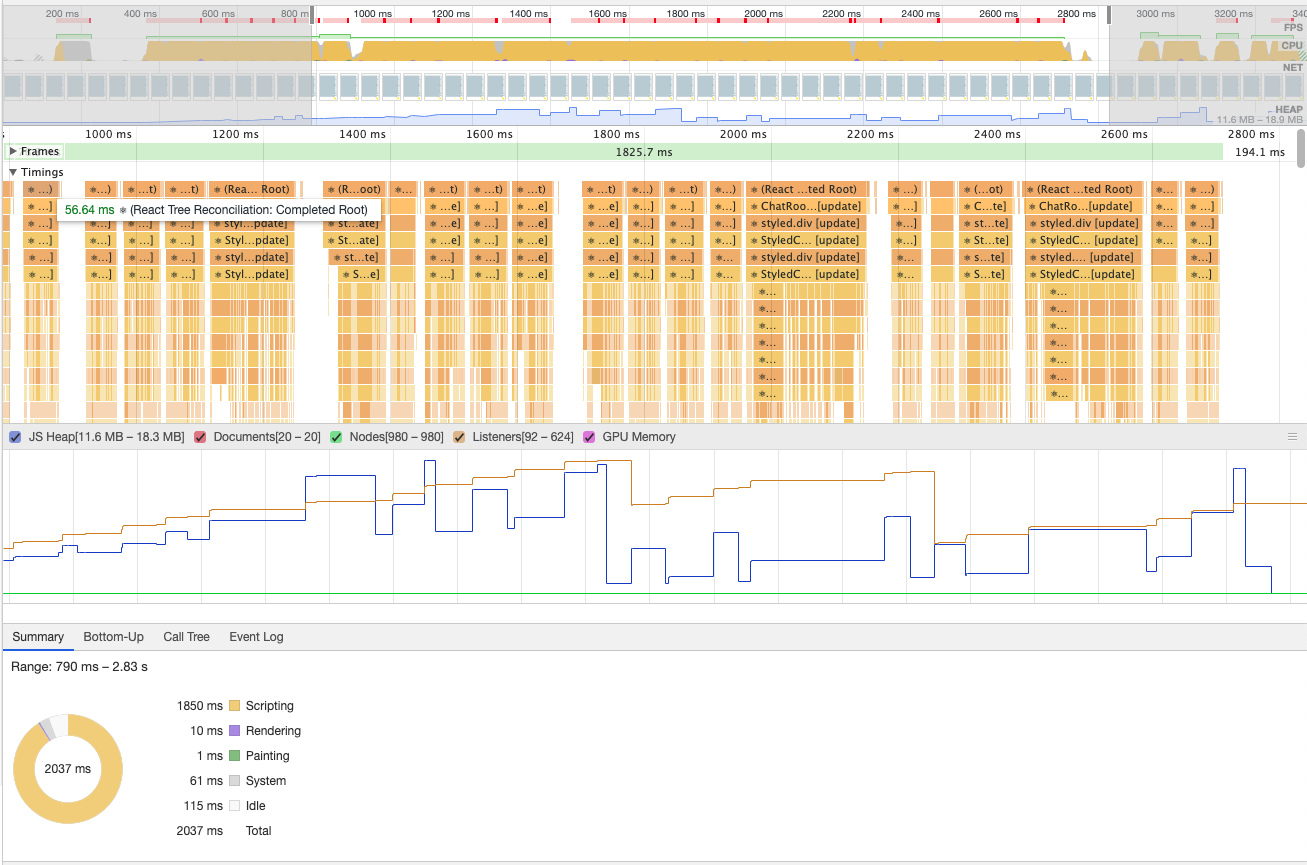 200 ms 400 ms 600 ms 800 m 1000 ms 1200 ms 1400 ms 1600 ms 1800 ms 2000 ms 2200 ms 2400 ms 2600 ms 2800 ms 3000 ms 3200 ms 340
FPS
CPU
NET
HEAP
11.6 MB – 18.9 MB
1000 ms 1200 ms 1400 ms 1600 ms 1800 ms 2000 ms 2200 ms 2400 ms 2600 ms 2800 ms
Frames 1825.7 ms 194.1 ms
Timings
...) ...) ...t) ...t) (Rea... Root) (R...oot) ... ...t) ...t) ...t) ...t) ...) ...t) ...) (React ...ted Root) ...) (...ot) (React ...ted Root) ... ...)
...] ...e] ...] ...e] ...e] ...] ...] ... ChatRoo...[update] ...] C...te] ChatRo...[update] ... ...]
56.64 ms (React Tree Reconciliation: Completed Root)
...] ...] ...] ...] styl...pdate] St...ate] ...e] ...] ...e] ...e] ...] ...] ... styled.div [update] ...] st...te] styled.div [update] ... ...]
...] ...] ...] ...] Styl...pdate] St...ate] ...e] ...] ...e] ...e] ...] ...] ... StyledC... [update] ...] St...te] StyledC... [update] ... ...]
...] ...] ...] ...] styl...pdate] st...te] ...] ...] ...e] ...e] ...] ...] ... styled.div [update] ... s...te] styled.... [update] ...]
...] ...] ...] ...] Styl...pdate] S...e] ...] ...] ...e] ...e] ...] ...] ... StyledC... [update] ... S...te] StyledC... [update] ...]
... ...
... ...
... ...
... ...
... ...
... ...
... ...
JS Heap[11.6 MB – 18.3 MB] Documents[20 – 20] Nodes[980 – 980] Listeners[92 – 624] GPU Memory
Summary Bottom-Up Call Tree Event Log
Range: 790 ms – 2.83 s
1850 ms Scripting
10 ms Rendering
1 ms Painting
2037 ms
61 ms System
115 ms Idle
2037 ms Total